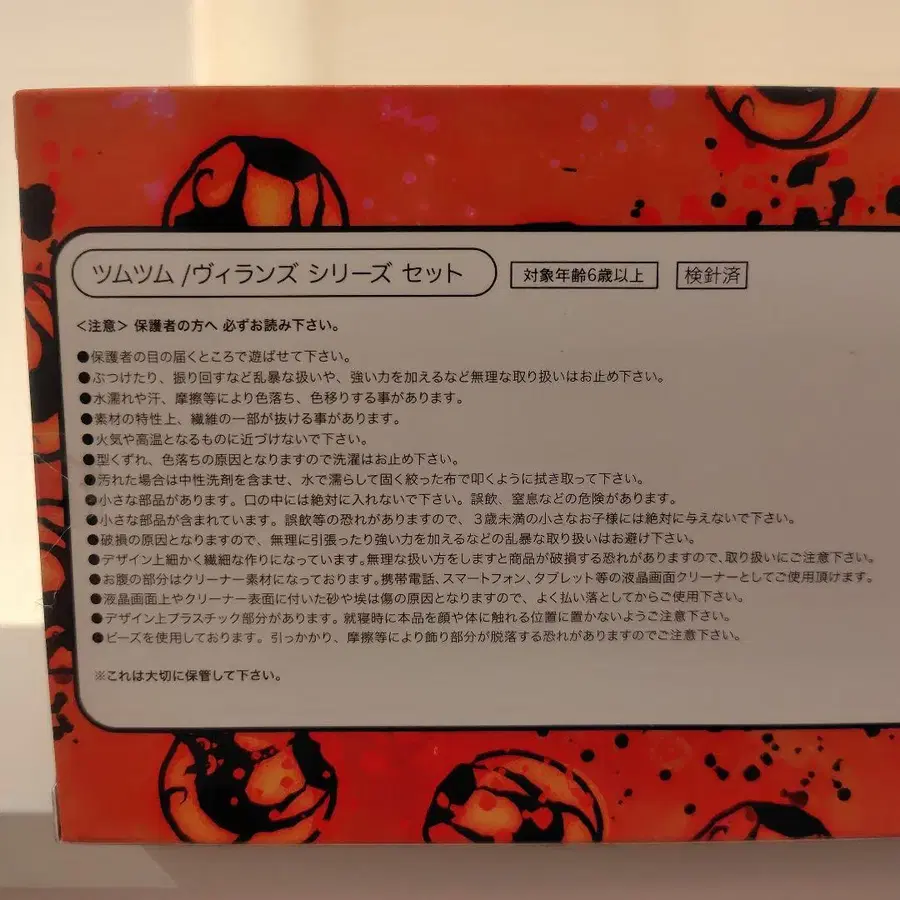 ツムツム /ヴィランズ シリーズ セット 対象年齢6歳以上 検針済
<注意> 保護者の方へ 必ずお読み下さい。
●保護者の目の届くところで遊ばせて下さい。
●ぶつけたり、振り回すなど乱暴な扱いや、強い力を加えるなど無理な取り扱いはお止め下さい。
●水濡れや汗、摩擦等により色落ち、色移りする事があります。
●素材の特性上、繊維の一部が抜ける事があります。
●火気や高温となるものに近づけないで下さい。
●型くずれ、色落ちの原因となりますので洗濯はお止め下さい。
●汚れた場合は中性洗剤を含ませ、水で濡らして固く絞った布で叩くように拭き取って下さい。
●小さな部品があります。口の中には絶対に入れないで下さい。誤飲、窒息などの危険があります。
●小さな部品が含まれています。誤飲等の恐れがありますので、３歳未満の小さなお子様には絶対に与えないで下さい。
●破損の原因となりますので、無理に引張ったり強い力を加えるなどの乱暴な取り扱いはお避け下さい。
●デザイン上細かく繊細な作りになっています。無理な扱い方をしますと商品が破損する恐れがありますので、取り扱いにご注意下さい。
●お腹の部分はクリーナー素材になっております。携帯電話、スマートフォン、タブレット等の液晶画面クリーナーとしてご使用頂けます。
●液晶画面上やクリーナー表面に付いた砂や埃は傷の原因となりますので、よく払い落としてからご使用下さい。
●デザイン上プラスチック部分があります。就寝時に本品を顔や体に触れる位置に置かないようご注意下さい。
●ビーズを使用しております。引っかかり、摩擦等により飾り部分が脱落する恐れがありますのでご注意下さい。
※これは大切に保管して下さい。